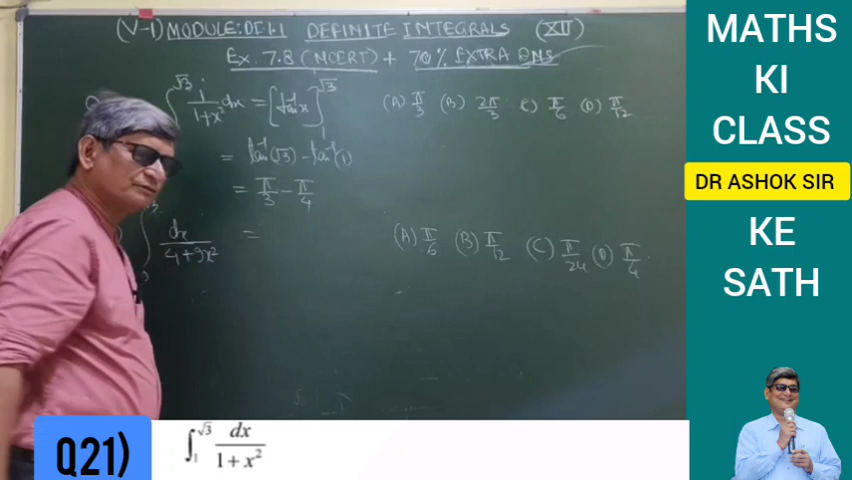 (V-1) MODULE: DI-1.1 DEFINITE INTEGRALS (XII)
Ex. 7.8 (NCERT) + 70% EXTRA QNS
∫₁^√3 1/(1+x²) dx = [tan⁻¹x]₁^√3 (A) π/3 (B) 2π/3 (C) π/6 (D) π/12
= tan⁻¹(√3) - tan⁻¹(1)
= π/3 - π/4
∫ dx/(4+9x²) = (A) π/6 (B) π/12 (C) π/24 (D) π/4
Q21) ∫₁^√3 dx/(1+x²)
MATHS
KI
CLASS
DR ASHOK SIR
KE
SATH